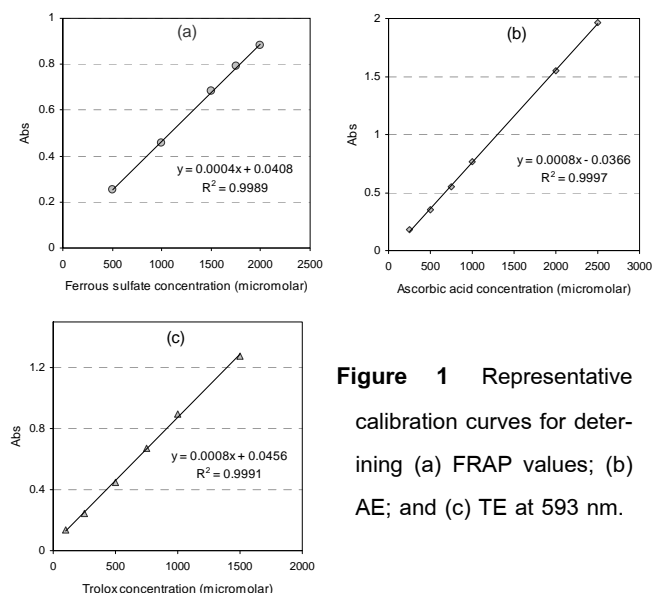 (a)
1
0.8
0.6
0.4
0.2
0
Abs
y = 0.0004x + 0.0408
R² = 0.9989
0 500 1000 1500 2000 2500
Ferrous sulfate concentration (micromolar)
(b)
2
1.5
1
0.5
0
Abs
y = 0.0008x - 0.0366
R² = 0.9997
0 500 1000 1500 2000 2500 3000
Ascorbic acid concentration (micromolar)
(c)
1.2
0.8
0.4
0
Abs
y = 0.0008x + 0.0456
R² = 0.9991
0 500 1000 1500 2000
Trolox concentration (micromolar)
Figure 1 Representative
calibration curves for deter-
ining (a) FRAP values; (b)
AE; and (c) TE at 593 nm.